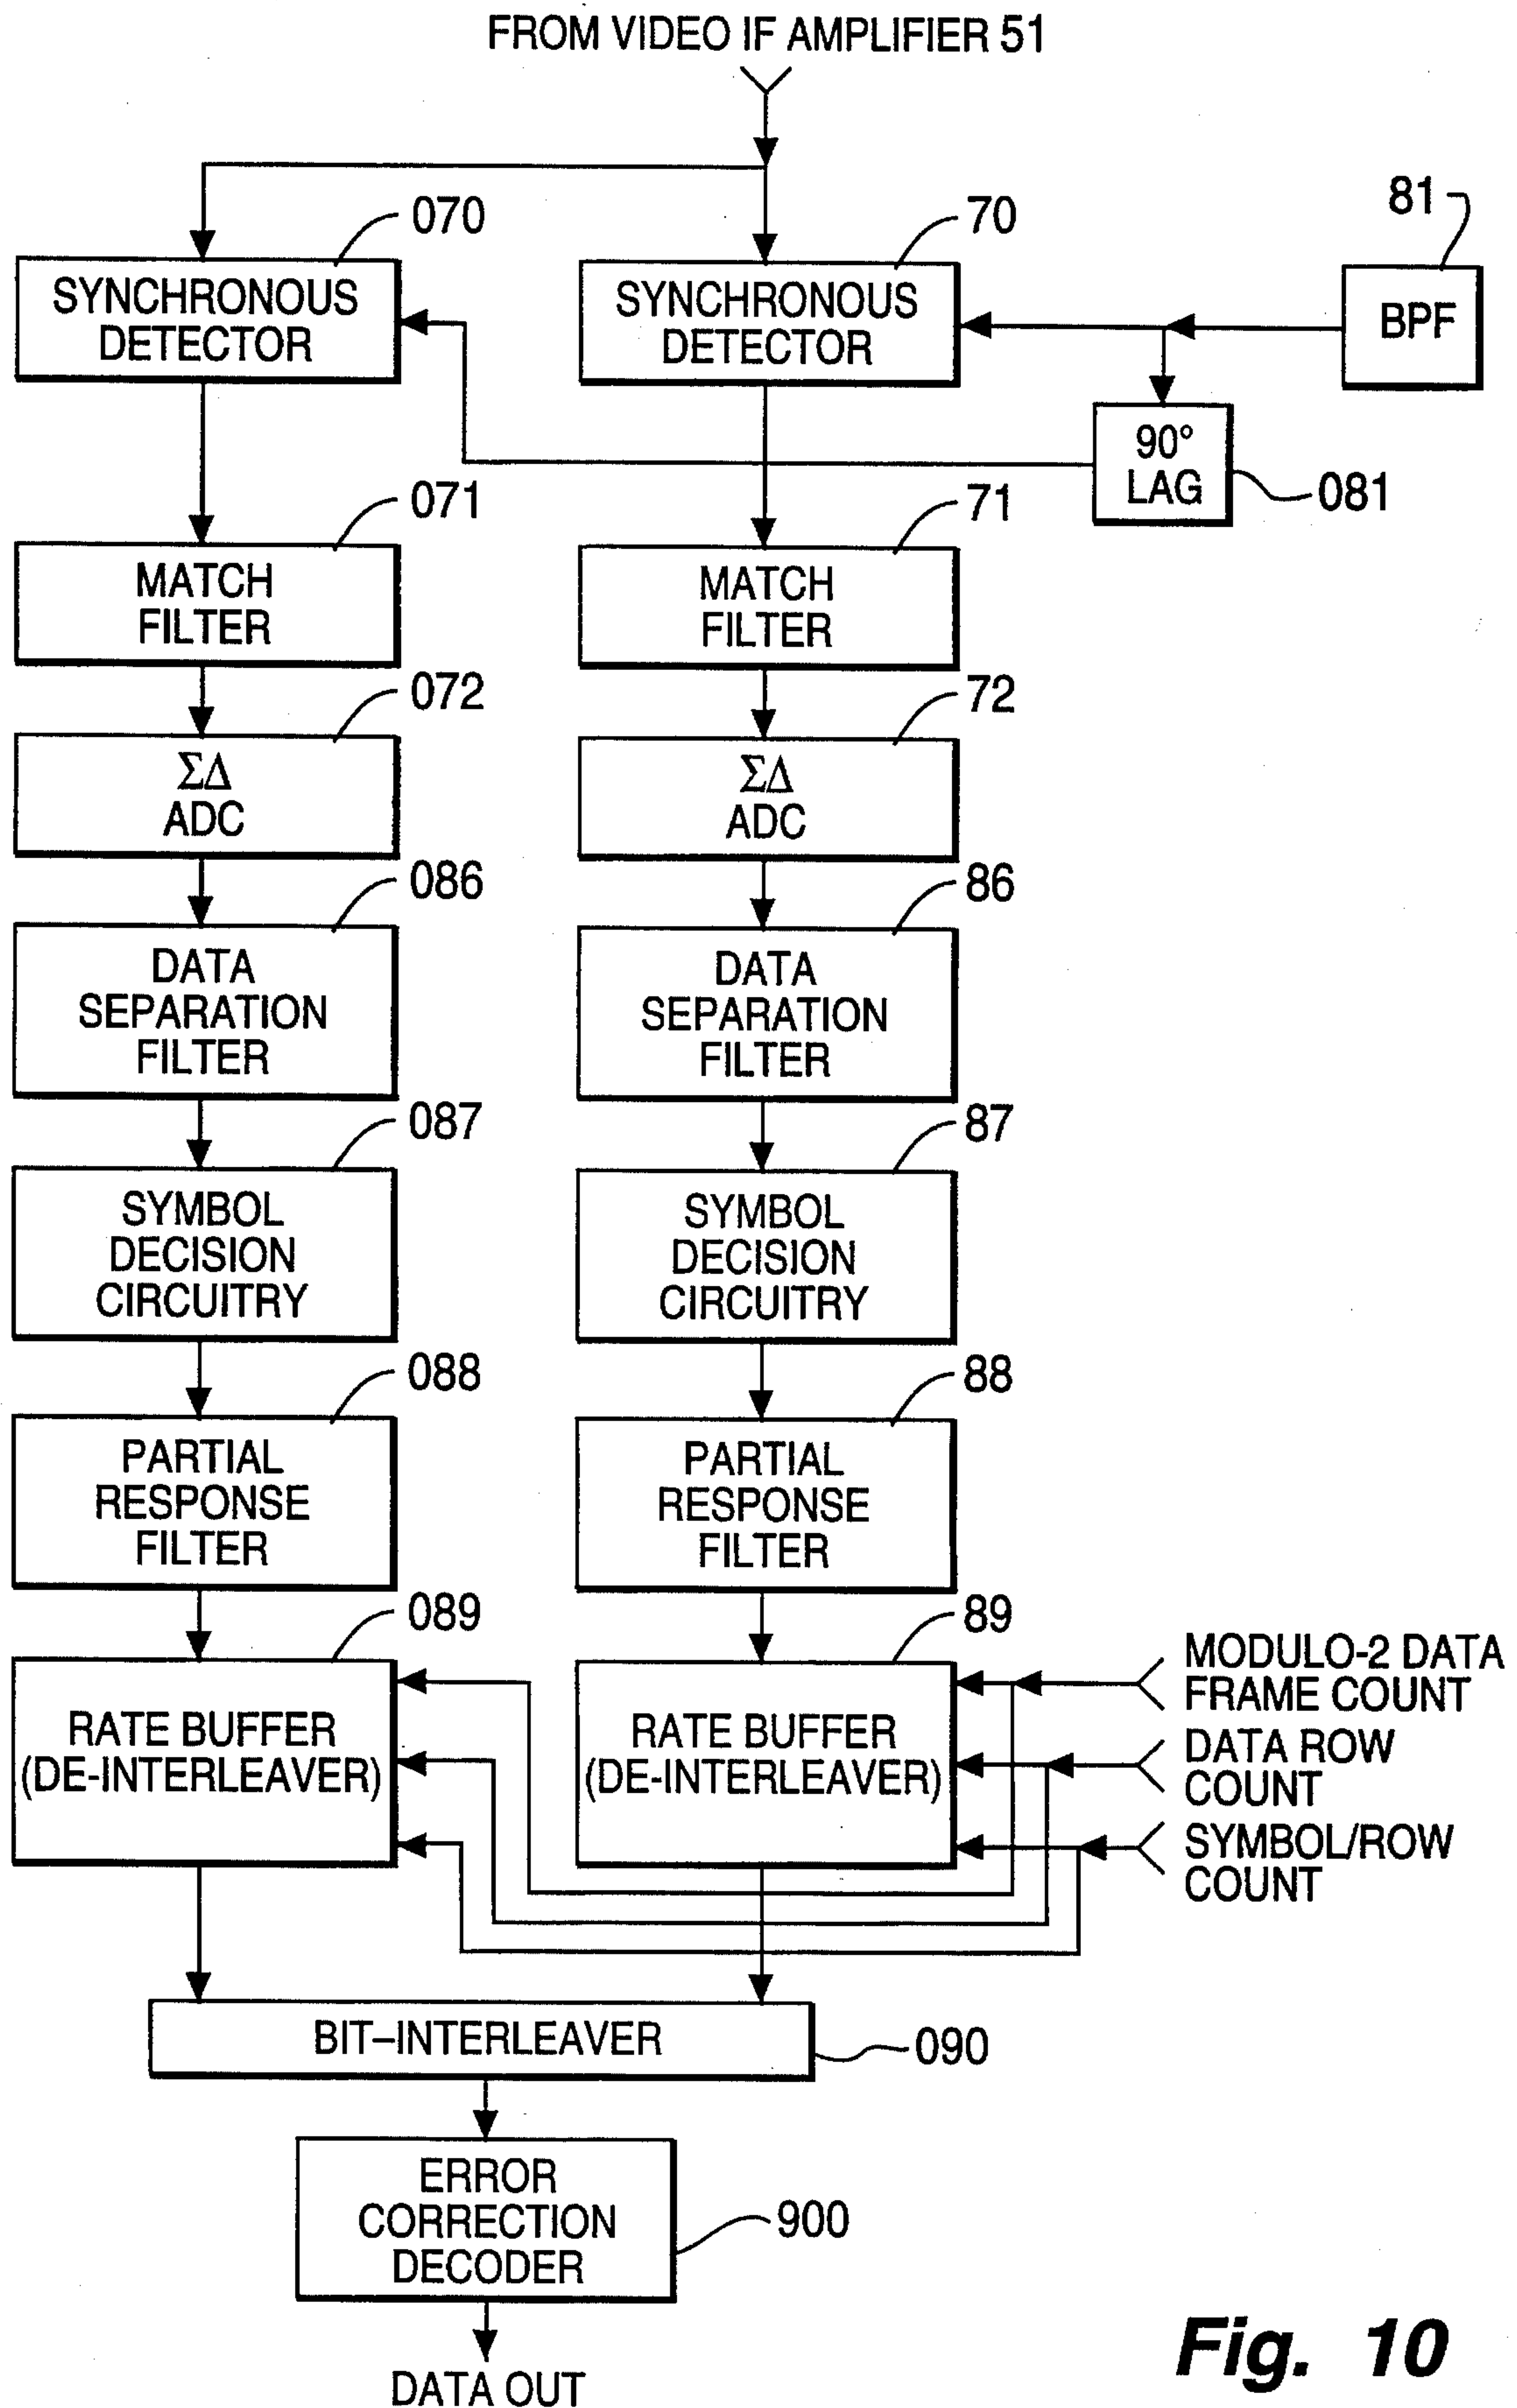 FROM VIDEO IF AMPLIFIER 51
070
70
81
SYNCHRONOUS
DETECTOR
SYNCHRONOUS
DETECTOR
BPF
90°
LAG
081
071
71
MATCH
FILTER
MATCH
FILTER
072
72
ΣΔ
ADC
ΣΔ
ADC
086
86
DATA
SEPARATION
FILTER
DATA
SEPARATION
FILTER
087
87
SYMBOL
DECISION
CIRCUITRY
SYMBOL
DECISION
CIRCUITRY
088
88
PARTIAL
RESPONSE
FILTER
PARTIAL
RESPONSE
FILTER
089
89
RATE BUFFER
(DE-INTERLEAVER)
RATE BUFFER
(DE-INTERLEAVER)
MODULO-2 DATA
FRAME COUNT
DATA ROW
COUNT
SYMBOL/ROW
COUNT
BIT–INTERLEAVER
090
ERROR
CORRECTION
DECODER
900
DATA OUT
Fig. 10